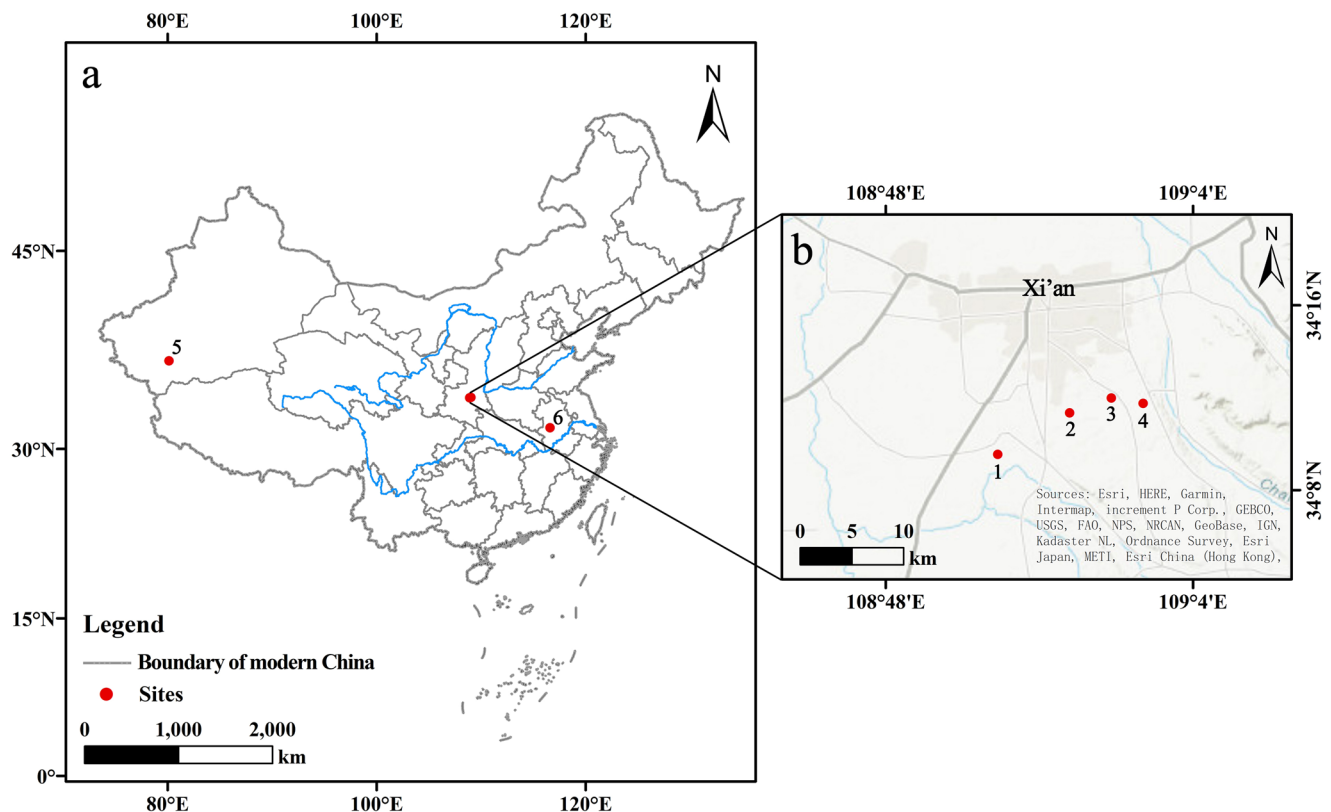 80°E
100°E
120°E
a
N
45°N
30°N
15°N
0°
5
6
Legend
Boundary of modern China
Sites
0
1,000
2,000
km
80°E
100°E
120°E
108°48'E
109°4'E
b
N
Xi'an
34°16'N
34°8'N
1
2
3
4
Sources: Esri, HERE, Garmin,
Intermap, increment P Corp., GEBCO,
USGS, FAO, NPS, NRCAN, GeoBase, IGN,
Kadaster NL, Ordnance Survey, Esri
Japan, METI, Esri China (Hong Kong),
0
5
10
km
108°48'E
109°4'E